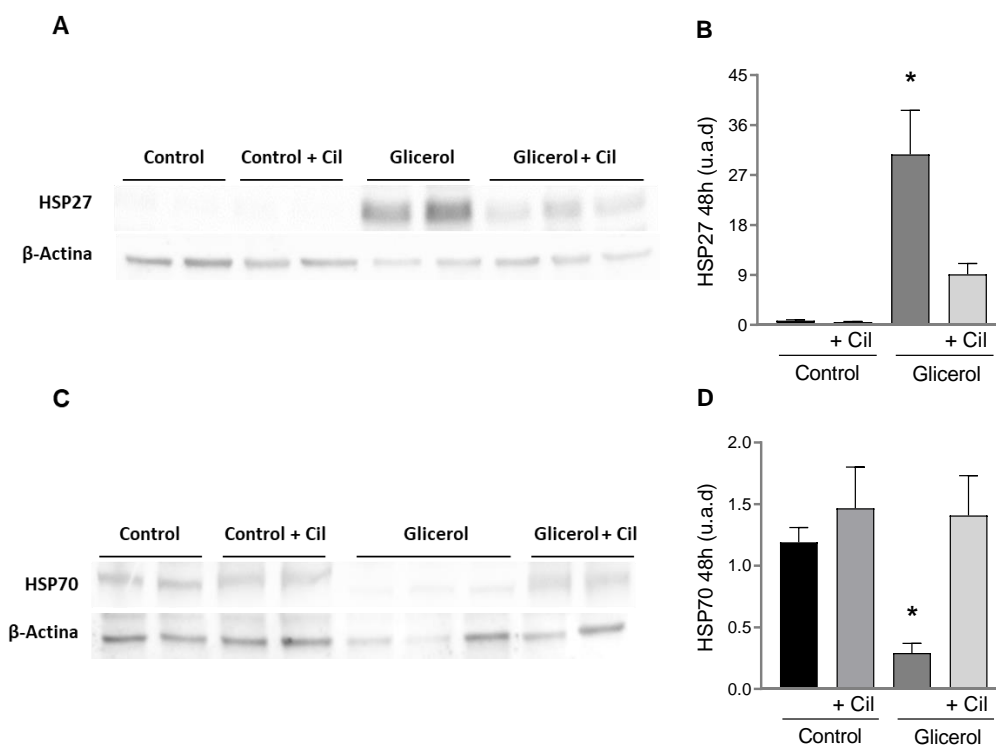 A
Control Control + Cil Glicerol Glicerol + Cil
HSP27
β-Actina
B
HSP27 48h (u.a.d)
45
36
27
18
9
0
*
+ Cil + Cil
Control Glicerol
C
Control Control + Cil Glicerol Glicerol + Cil
HSP70
β-Actina
D
HSP70 48h (u.a.d)
2.0
1.5
1.0
0.5
0.0
*
+ Cil + Cil
Control Glicerol